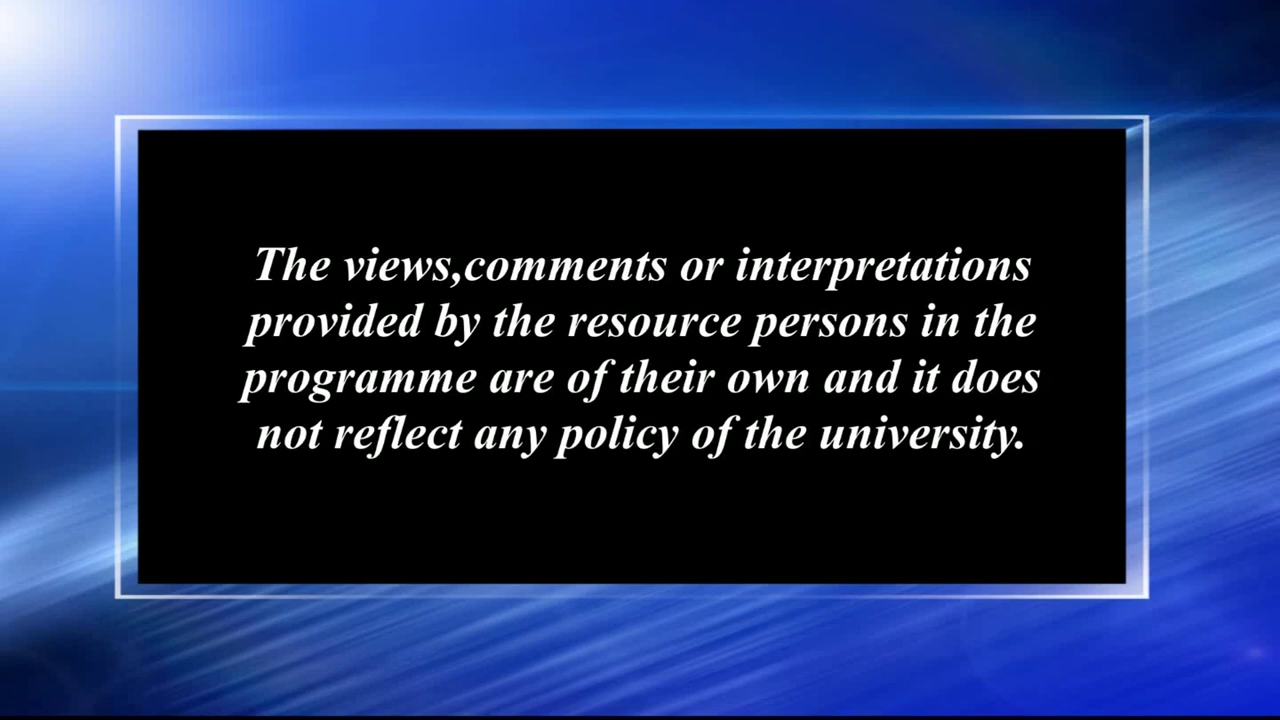 The views,comments or interpretations
provided by the resource persons in the
programme are of their own and it does
not reflect any policy of the university.